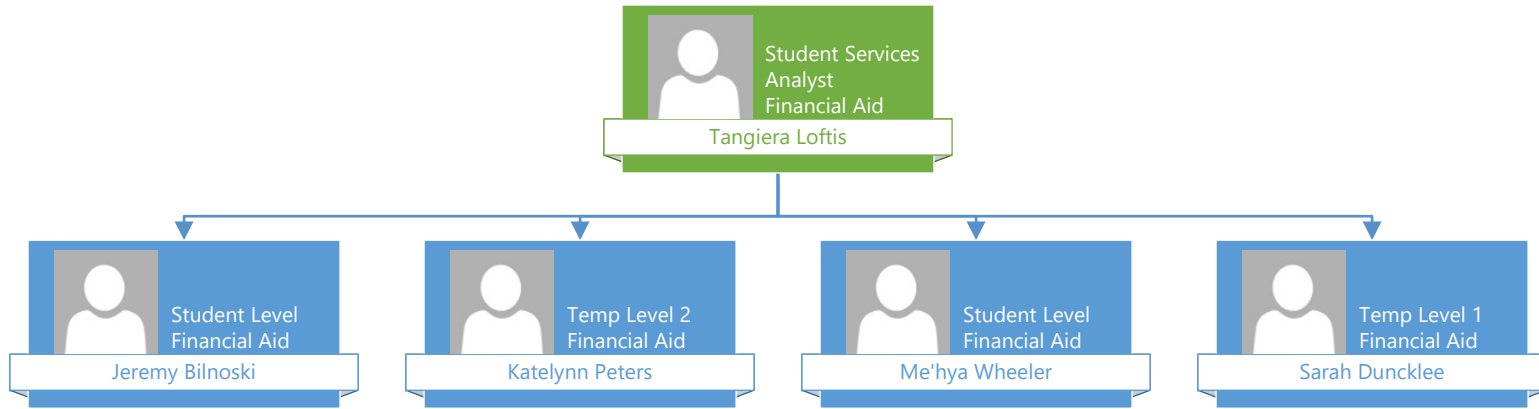 Student Services
Analyst
Financial Aid
Tangiera Loftis
Student Level
Financial Aid
Jeremy Bilnoski
Temp Level 2
Financial Aid
Katelynn Peters
Student Level
Financial Aid
Me'hya Wheeler
Temp Level 1
Financial Aid
Sarah Duncklee